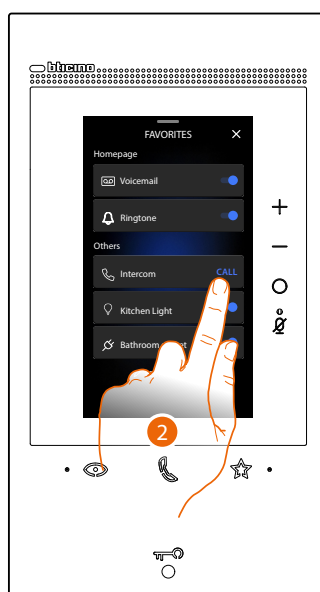 bticino
FAVORITES
Homepage
Voicemail
Ringtone
Others
Intercom CALL
Kitchen Light
Bathroom
2